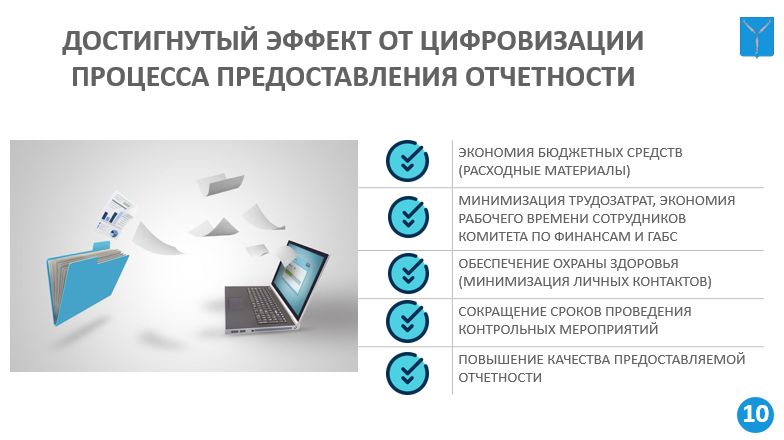 ДОСТИГНУТЫЙ ЭФФЕКТ ОТ ЦИФРОВИЗАЦИИ
ПРОЦЕССА ПРЕДОСТАВЛЕНИЯ ОТЧЕТНОСТИ
ЭКОНОМИЯ БЮДЖЕТНЫХ СРЕДСТВ
(РАСХОДНЫЕ МАТЕРИАЛЫ)
МИНИМИЗАЦИЯ ТРУДОЗАТРАТ, ЭКОНОМИЯ
РАБОЧЕГО ВРЕМЕНИ СОТРУДНИКОВ
КОМИТЕТА ПО ФИНАНСАМ И ГАБС
ОБЕСПЕЧЕНИЕ ОХРАНЫ ЗДОРОВЬЯ
(МИНИМИЗАЦИЯ ЛИЧНЫХ КОНТАКТОВ)
СОКРАЩЕНИЕ СРОКОВ ПРОВЕДЕНИЯ
КОНТРОЛЬНЫХ МЕРОПРИЯТИЙ
ПОВЫШЕНИЕ КАЧЕСТВА ПРЕДОСТАВЛЯЕМОЙ
ОТЧЕТНОСТИ
10